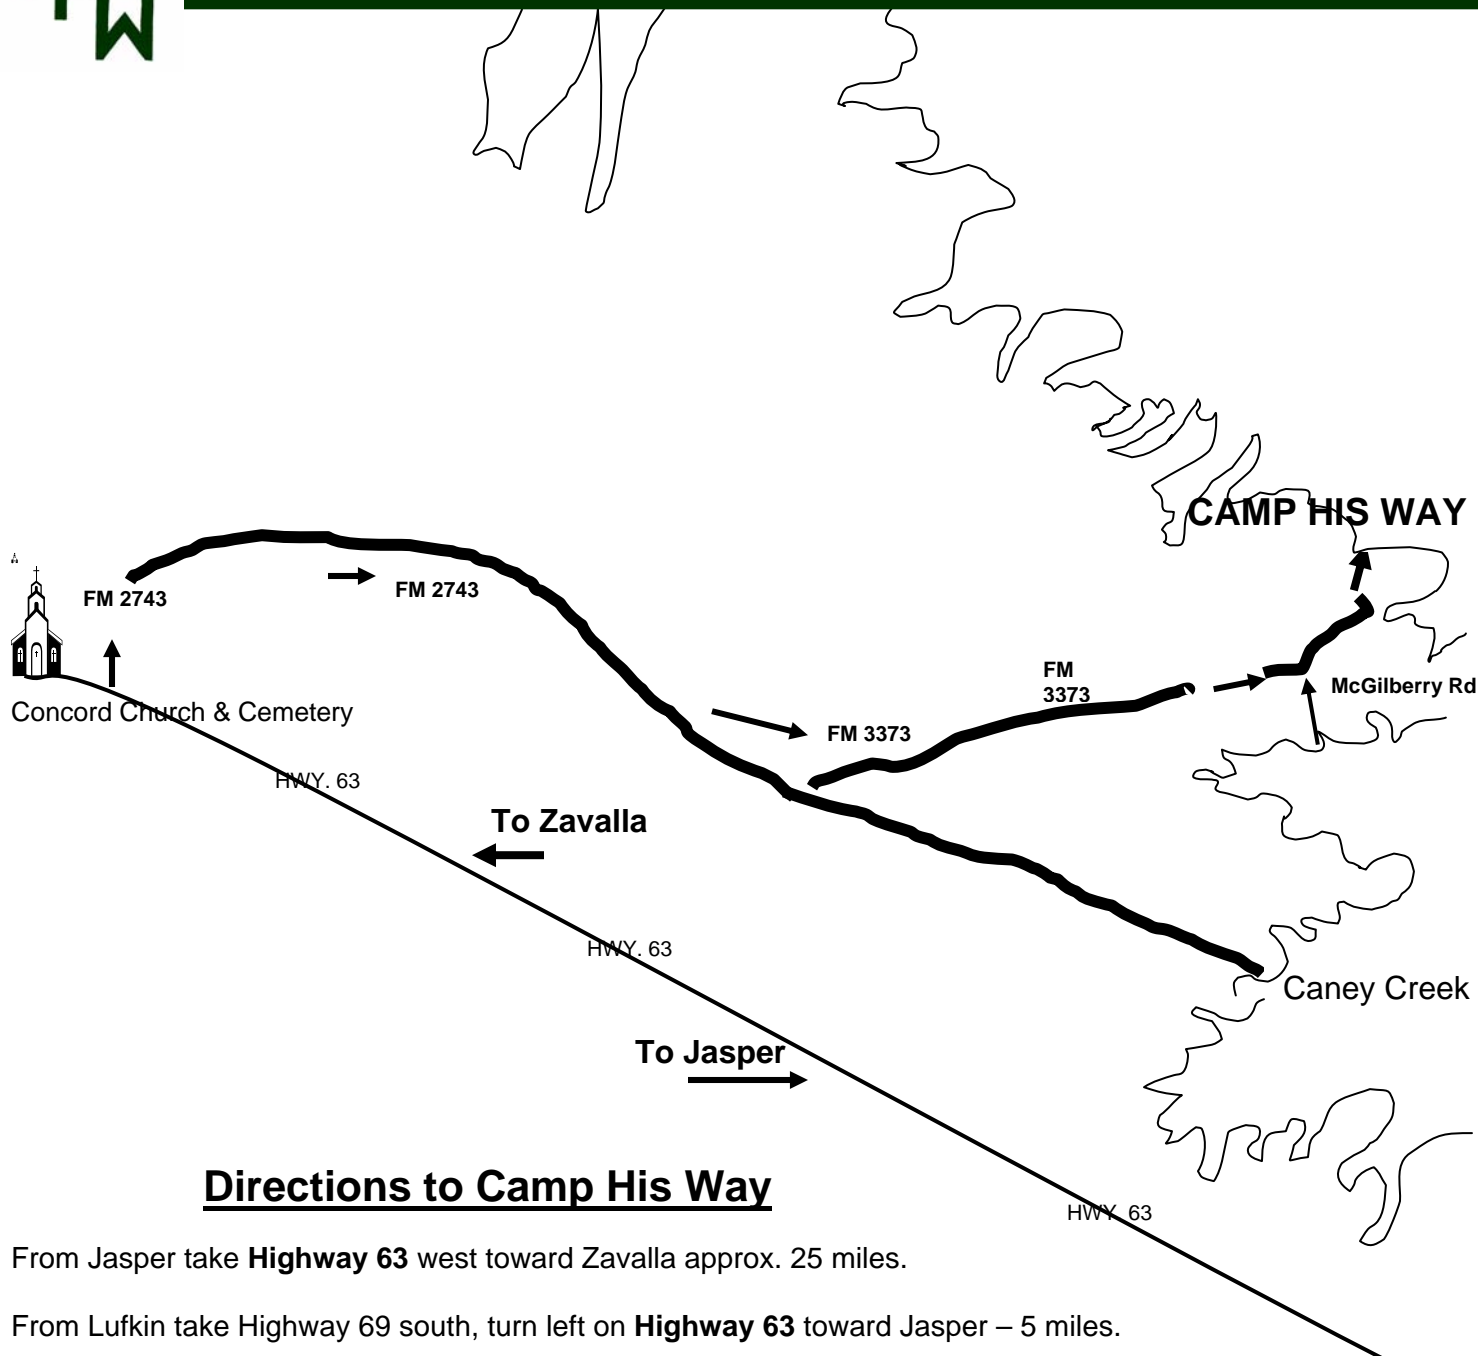 CAMP HIS WAY
FM 2743
FM 2743
FM
3373
McGilberry Rd
Concord Church & Cemetery
FM 3373
HWY. 63
To Zavalla
HWY. 63
Caney Creek
To Jasper
Directions to Camp His Way
HWY. 63
From Jasper take Highway 63 west toward Zavalla approx. 25 miles.
From Lufkin take Highway 69 south, turn left on Highway 63 toward Jasper – 5 miles.